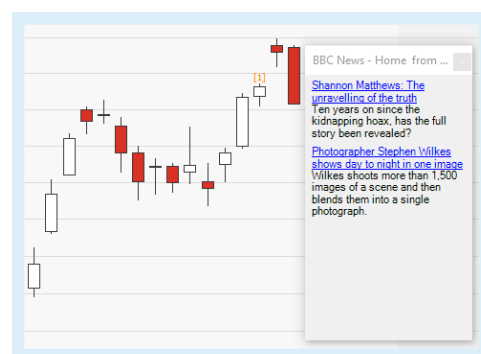 [1]
BBC News - Home from ...
Shannon Matthews: The
unravelling of the truth
Ten years on since the
kidnapping hoax, has the full
story been revealed?
Photographer Stephen Wilkes
shows day to night in one image
Wilkes shoots more than 1,500
images of a scene and then
blends them into a single
photograph.